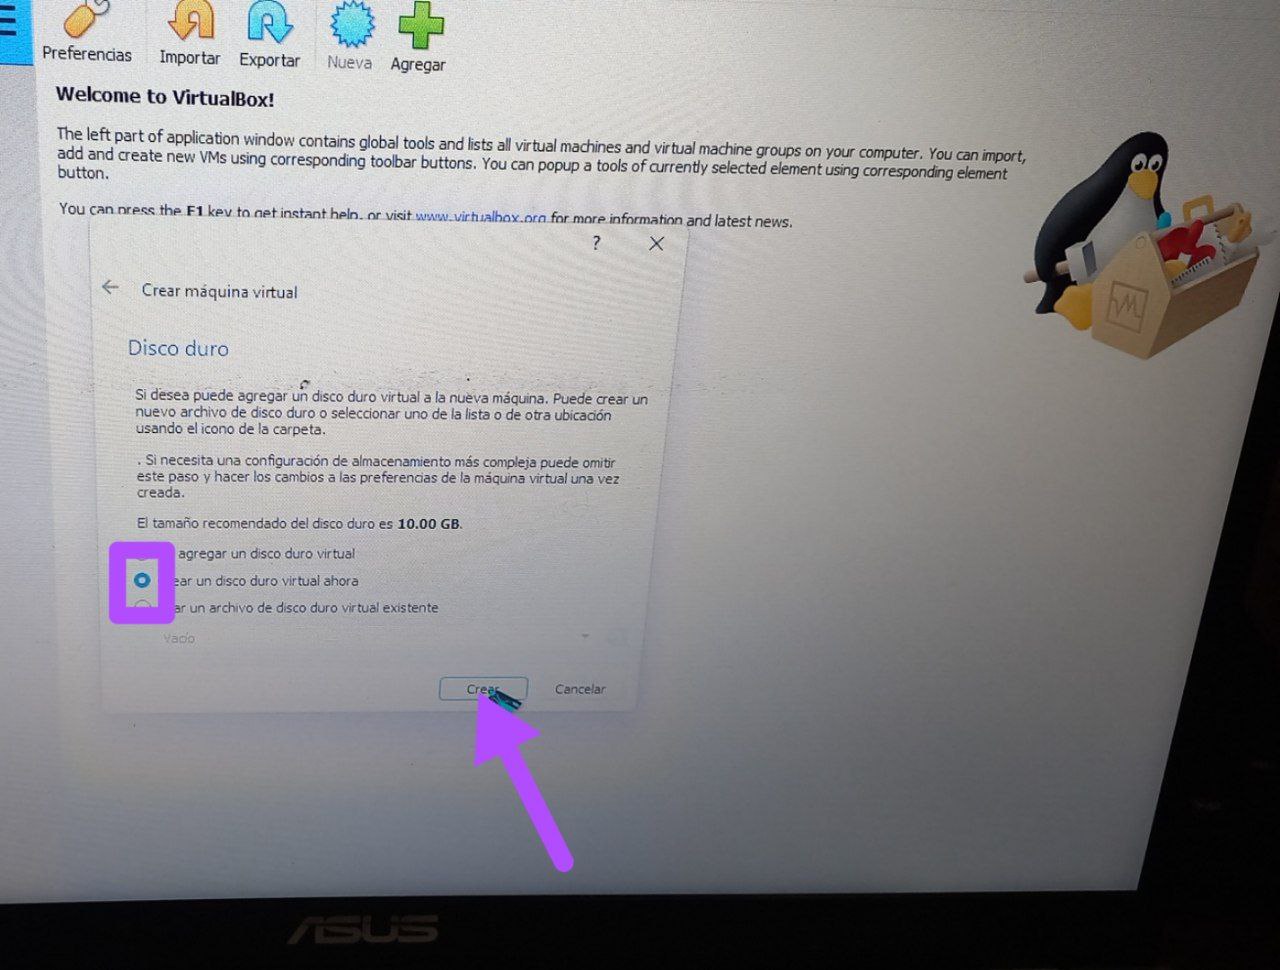 Preferencias Importar Exportar Nueva Agregar
Welcome to VirtualBox!
The left part of application window contains global tools and lists all virtual machines and virtual machine groups on your computer. You can import,
add and create new VMs using corresponding toolbar buttons. You can popup a tools of currently selected element using corresponding element
button.
You can press the F1 key to get instant help, or visit www.virtualbox.org for more information and latest news.
? X
← Crear máquina virtual
Disco duro
Si desea puede agregar un disco duro virtual a la nueva máquina. Puede crear un
nuevo archivo de disco duro o seleccionar uno de la lista o de otra ubicación
usando el icono de la carpeta.
. Si necesita una configuración de almacenamiento más compleja puede omitir
este paso y hacer los cambios a las preferencias de la máquina virtual una vez
creada.
El tamaño recomendado del disco duro es 10.00 GB.
agregar un disco duro virtual
ear un disco duro virtual ahora
ar un archivo de disco duro virtual existente
Vacío
Crear Cancelar
ASUS